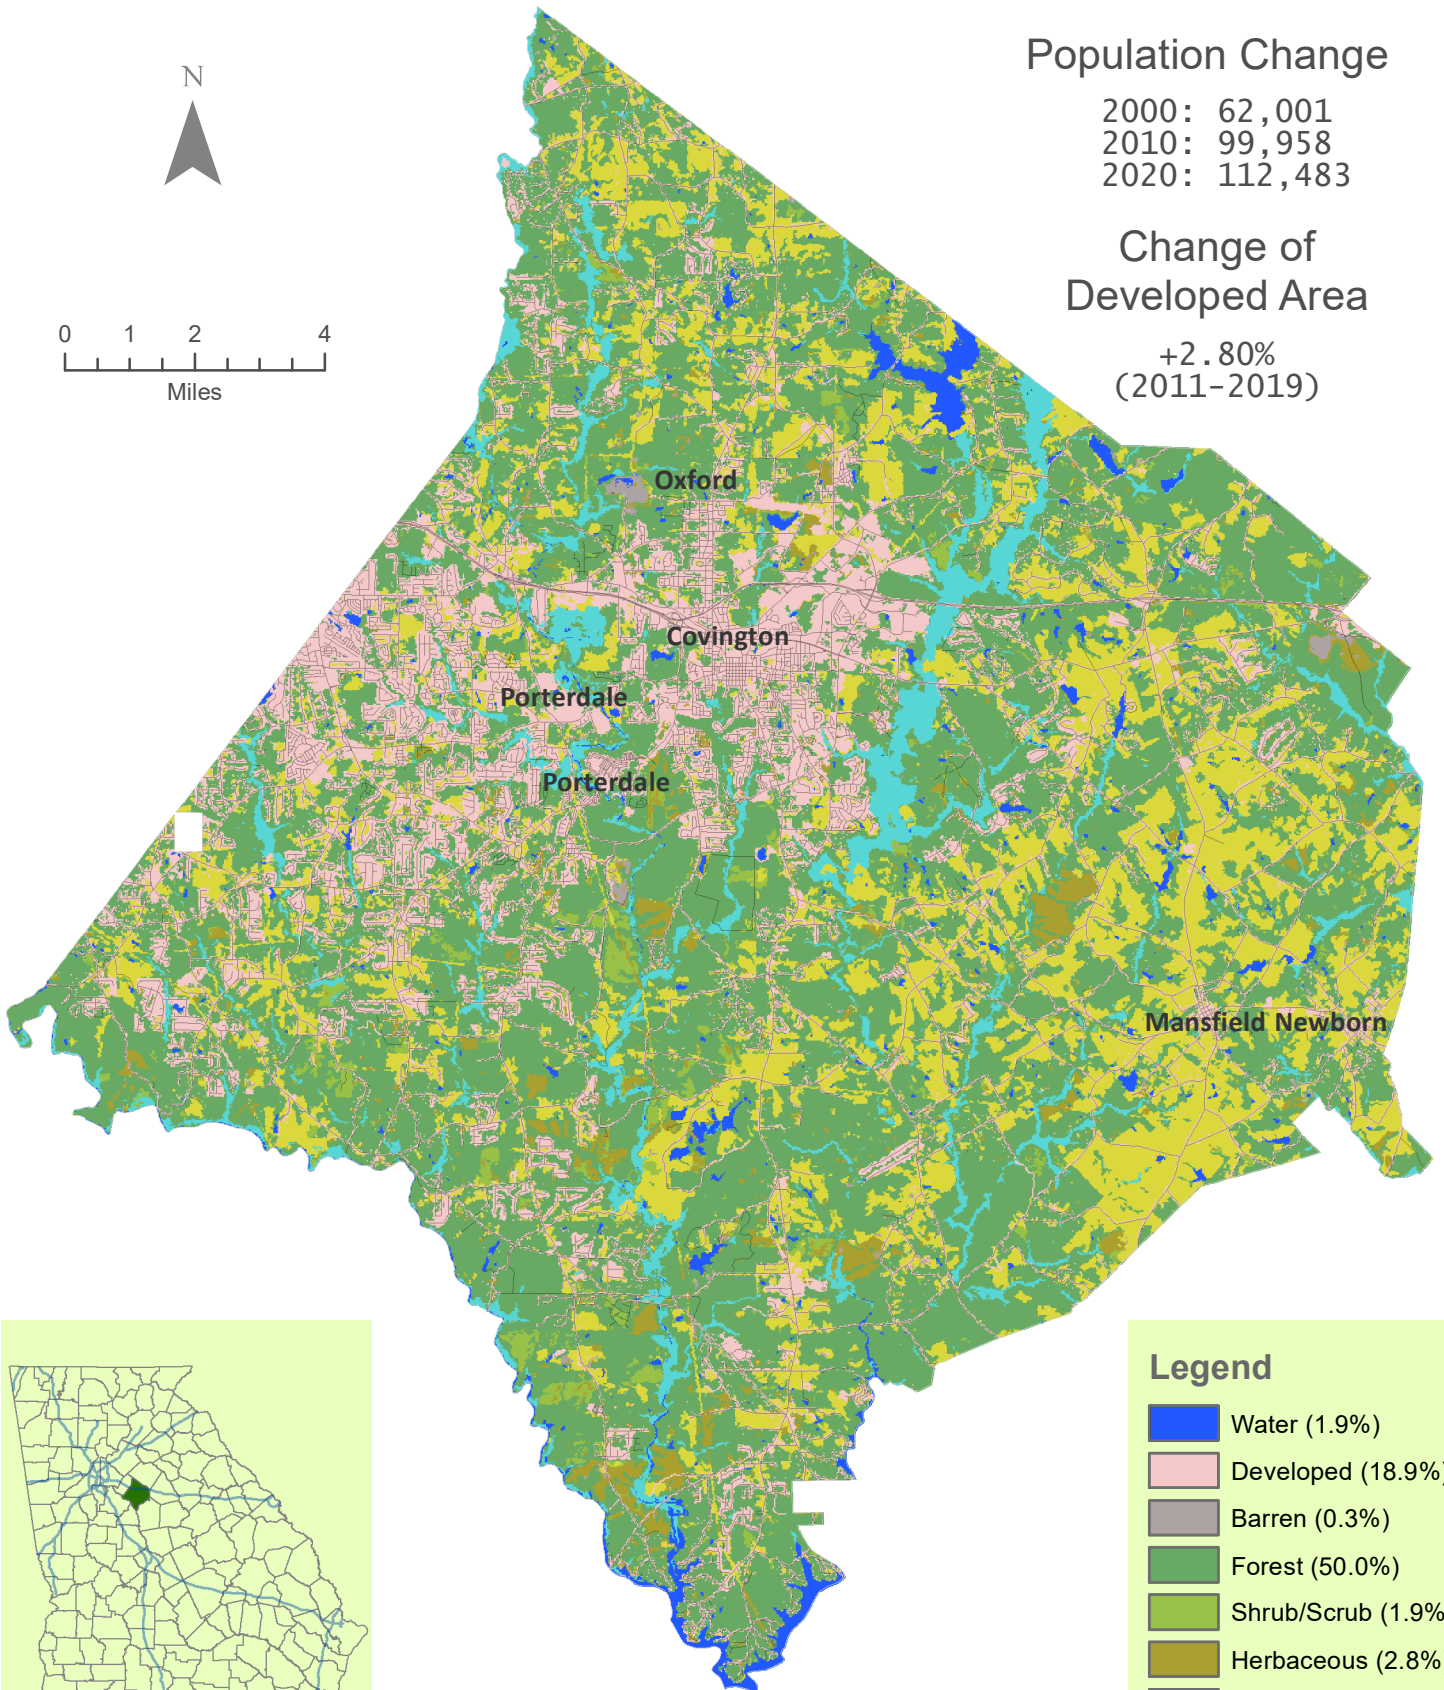 N
Population Change
2000: 62,001
2010: 99,958
2020: 112,483
Change of
Developed Area
+2.80%
(2011-2019)
0 1 2 4
Miles
Oxford
Covington
Porterdale
Porterdale
Mansfield Newborn
Legend
Water (1.9%)
Developed (18.9%)
Barren (0.3%)
Forest (50.0%)
Shrub/Scrub (1.9%
Herbaceous (2.8%